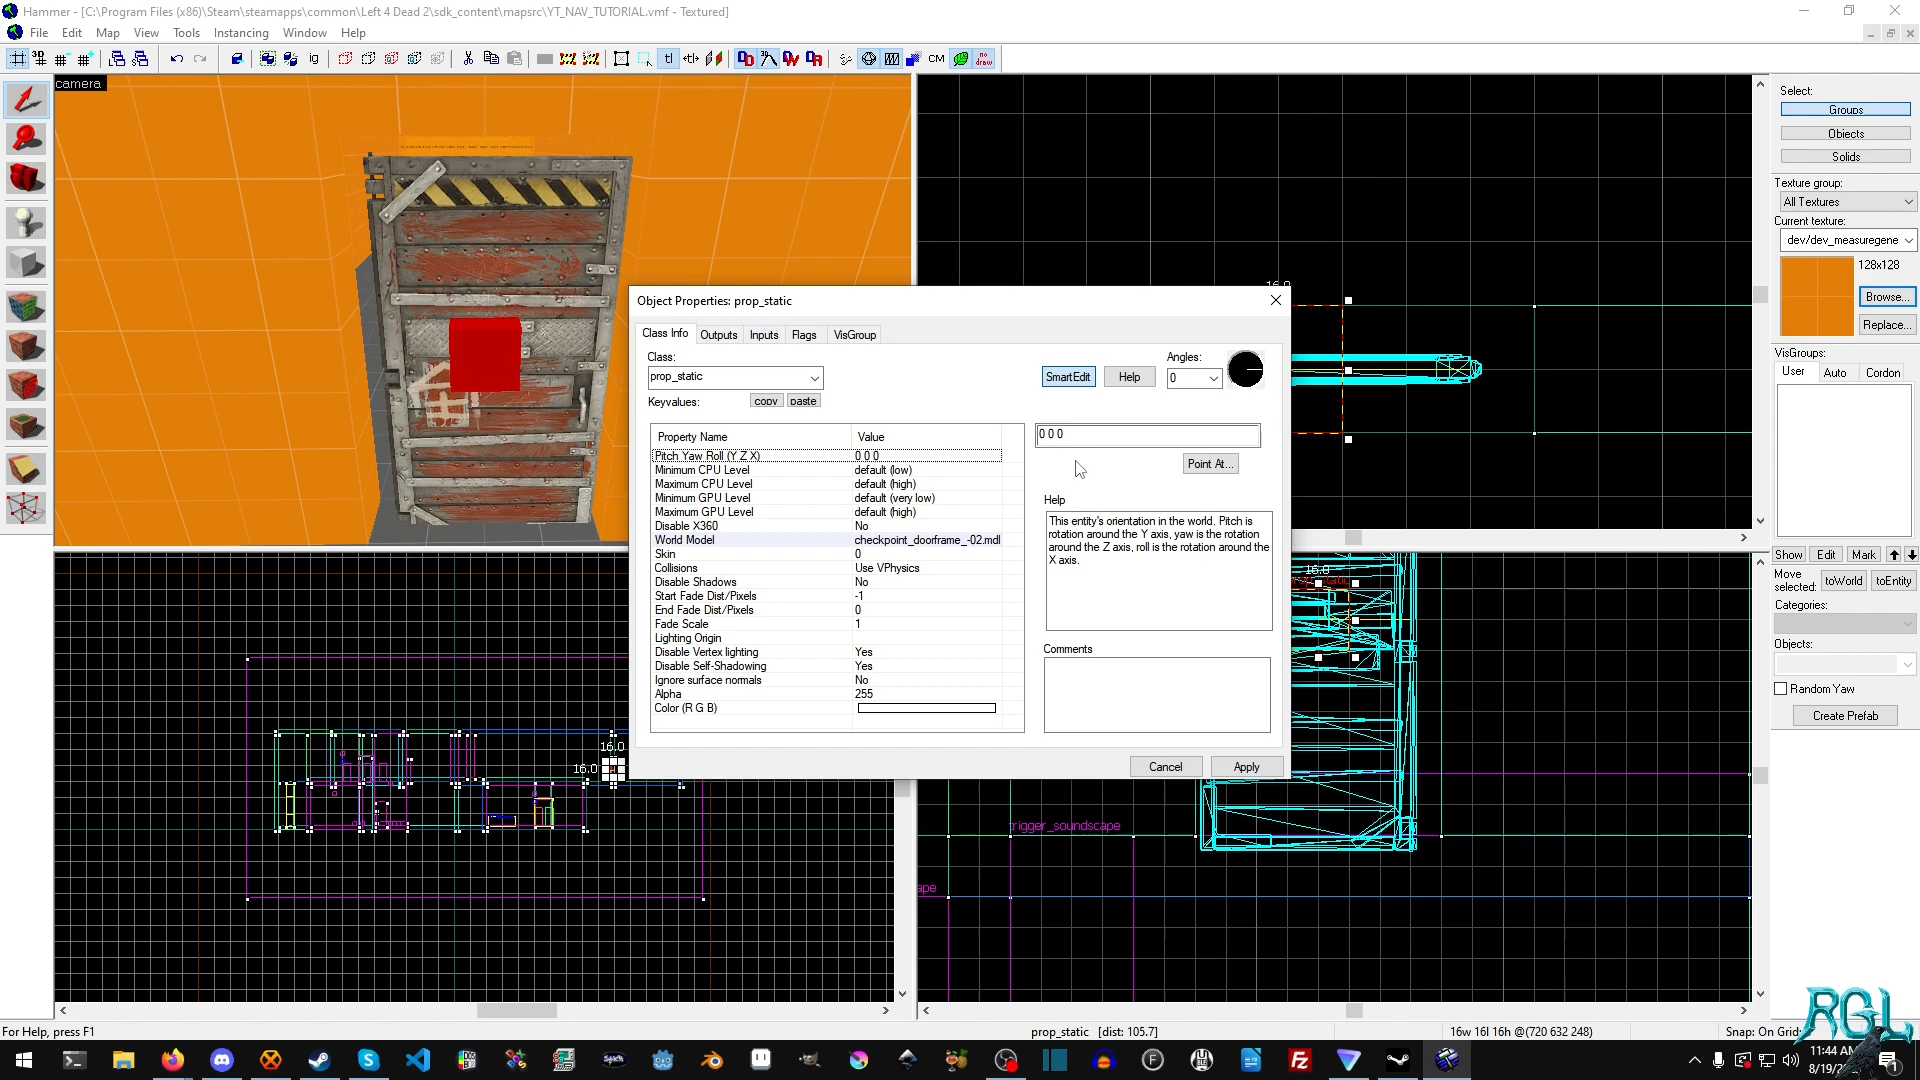 Hammer - [C:\Program Files (x86)\Steam\steamapps\common\Left 4 Dead 2\sdk_content\mapsrc\YT_NAV_TUTORIAL.vmf - Textured]
File Edit Map View Tools Instancing Window Help
camera
Select:
Groups
Objects
Solids
Texture group:
All Textures
Current texture:
dev/dev_measuregene
128x128
Browse...
Replace...
VisGroups:
User Auto Cordon
Show Edit Mark
Move selected: toWorld toEntity
Categories:
Objects:
Random Yaw
Create Prefab
Object Properties: prop_static
Class Info Outputs Inputs Flags VisGroup
Class:
prop_static
SmartEdit Help
Angles:
0
Keyvalues: copy paste
Property Name Value
Pitch Yaw Roll (Y Z X) 0 0 0
Minimum CPU Level default (low)
Maximum CPU Level default (high)
Minimum GPU Level default (very low)
Maximum GPU Level default (high)
Disable X360 No
World Model checkpoint_doorframe_-02.mdl
Skin 0
Collisions Use VPhysics
Disable Shadows No
Start Fade Dist/Pixels -1
End Fade Dist/Pixels 0
Fade Scale 1
Lighting Origin
Disable Vertex lighting Yes
Disable Self-Shadowing Yes
Ignore surface normals No
Alpha 255
Color (R G B)
0 0 0
Point At...
Help
This entity's orientation in the world. Pitch is
rotation around the Y axis, yaw is the rotation
around the Z axis, roll is the rotation around the
X axis.
Comments
Cancel Apply
16.0
16.0
16.0
trigger_soundscape
For Help, press F1
prop_static [dist: 105.7]
16w 16l 16h @(720 632 248)
Snap: On Grid:
RGL
11:44 AM
8/19/2
1